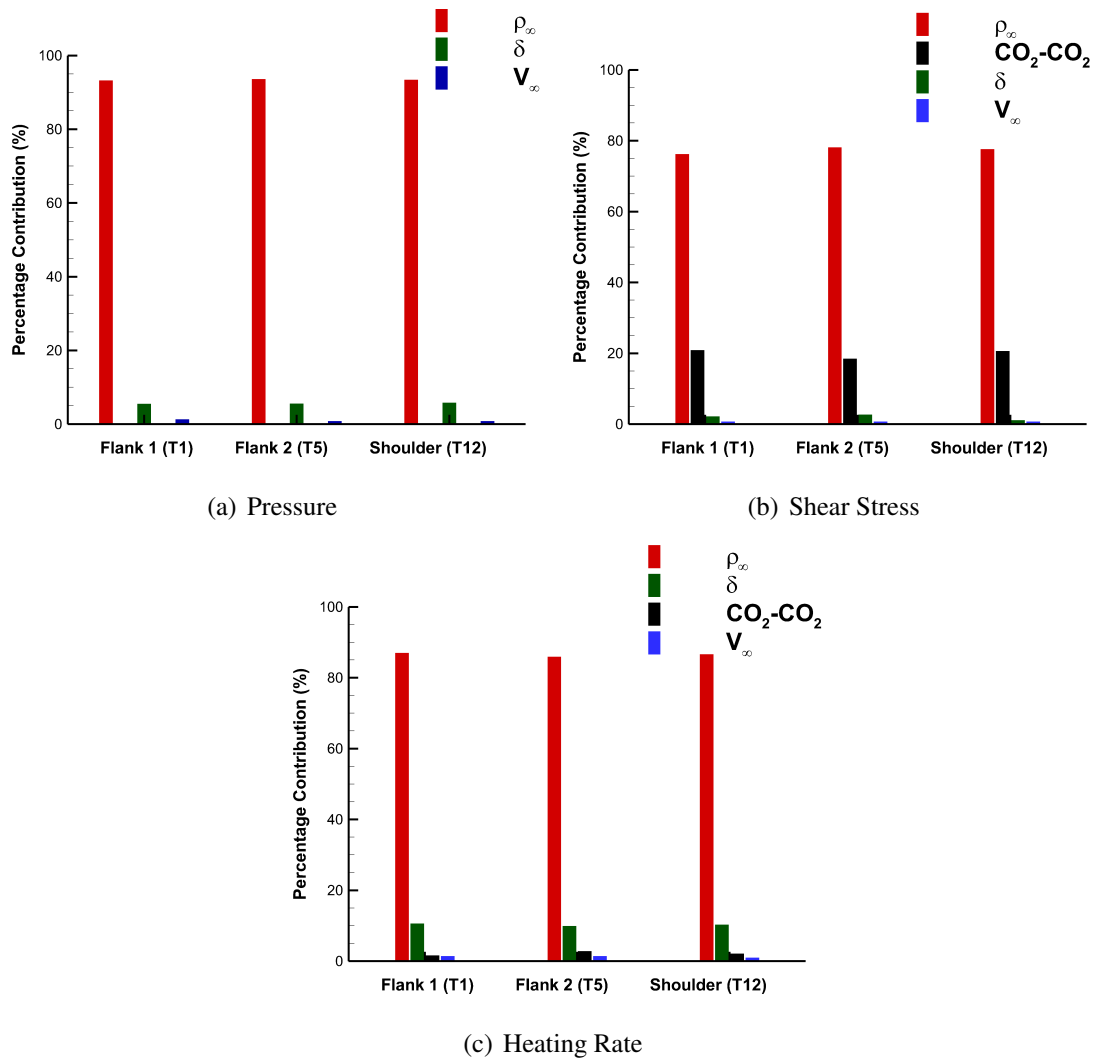 ρ∞
δ
V∞
Percentage Contribution (%)
100
80
60
40
20
0
Flank 1 (T1) Flank 2 (T5) Shoulder (T12)
(a) Pressure
ρ∞
CO2-CO2
δ
V∞
Percentage Contribution (%)
100
80
60
40
20
0
Flank 1 (T1) Flank 2 (T5) Shoulder (T12)
(b) Shear Stress
ρ∞
δ
CO2-CO2
V∞
Percentage Contribution (%)
100
80
60
40
20
0
Flank 1 (T1) Flank 2 (T5) Shoulder (T12)
(c) Heating Rate